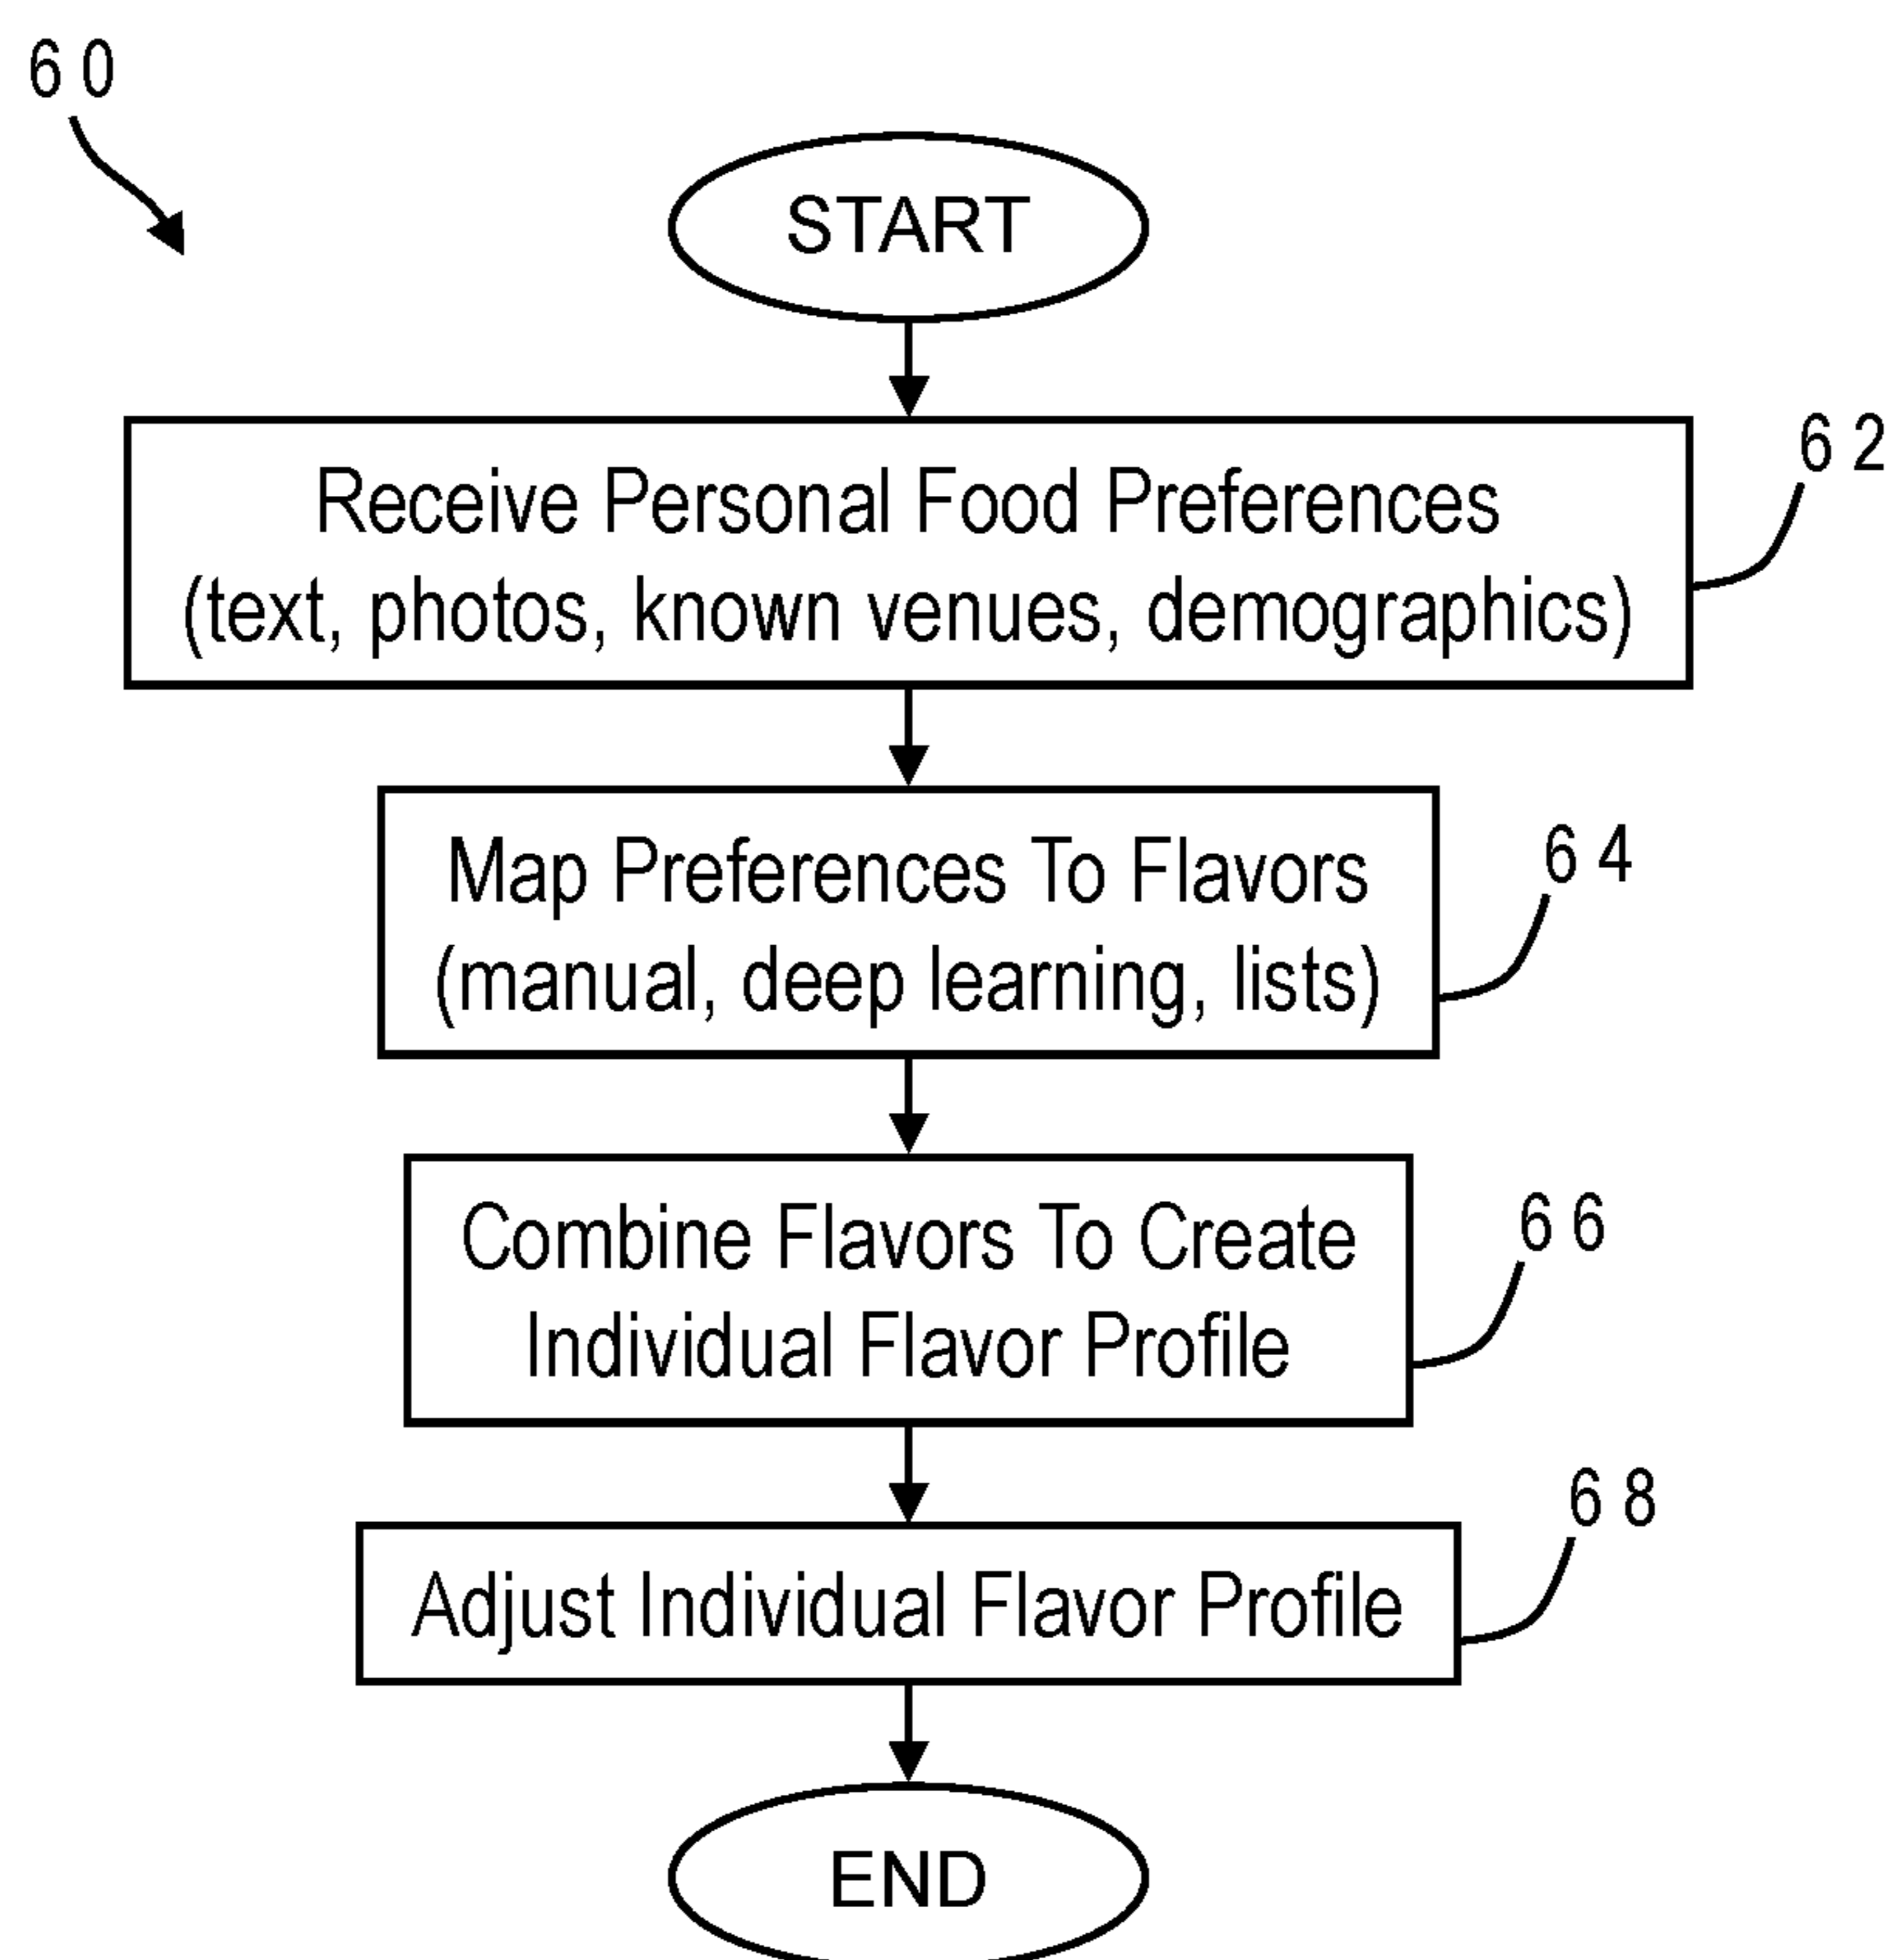 60
START
Receive Personal Food Preferences
(text, photos, known venues, demographics)
62
Map Preferences To Flavors
(manual, deep learning, lists)
64
Combine Flavors To Create
Individual Flavor Profile
66
Adjust Individual Flavor Profile
68
END